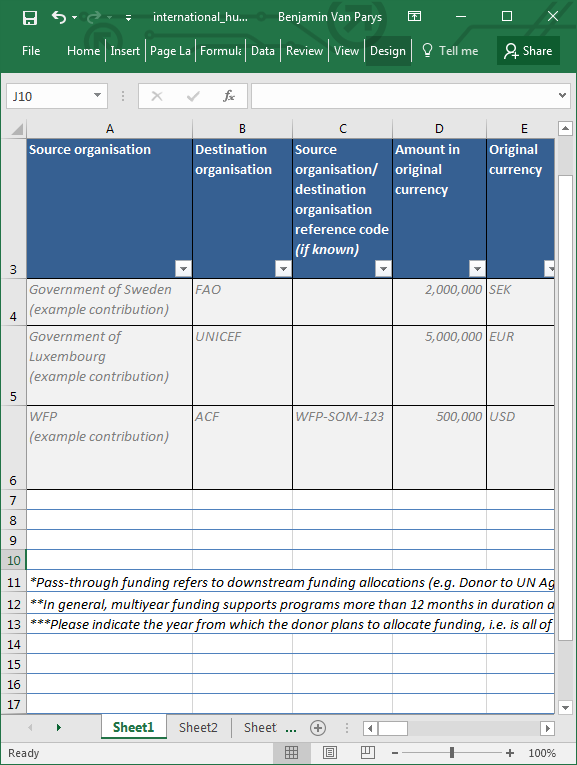 international_hu... Benjamin Van Parys
File Home Insert Page La Formula Data Review View Design Tell me Share
J10 fx
A B C D E
3 Source organisation Destination organisation Source organisation/ destination organisation reference code (if known) Amount in original currency Original currency
4 Government of Sweden (example contribution) FAO 2,000,000 SEK
5 Government of Luxembourg (example contribution) UNICEF 5,000,000 EUR
6 WFP (example contribution) ACF WFP-SOM-123 500,000 USD
7
8
9
10
11 *Pass-through funding refers to downstream funding allocations (e.g. Donor to UN Ag
12 **In general, multiyear funding supports programs more than 12 months in duration a
13 ***Please indicate the year from which the donor plans to allocate funding, i.e. is all of
14
15
16
17
Sheet1 Sheet2 Sheet ...
Ready 100%